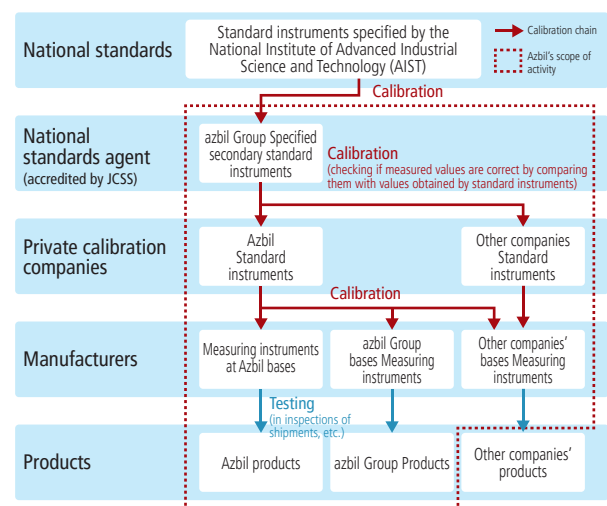 National standards
Standard instruments specified by the
National Institute of Advanced Industrial
Science and Technology (AIST)
Calibration chain
Azbil's scope of
activity
Calibration
National
standards agent
(accredited by JCSS)
azbil Group Specified
secondary standard
instruments
Calibration
(checking if measured values are correct by comparing
them with values obtained by standard instruments)
Private calibration
companies
Azbil
Standard
instruments
Other companies
Standard
instruments
Calibration
Manufacturers
Measuring instruments
at Azbil bases
azbil Group
bases Measuring
instruments
Other companies'
bases Measuring
instruments
Testing
(in inspections of
shipments, etc.)
Products
Azbil products
azbil Group Products
Other companies'
products